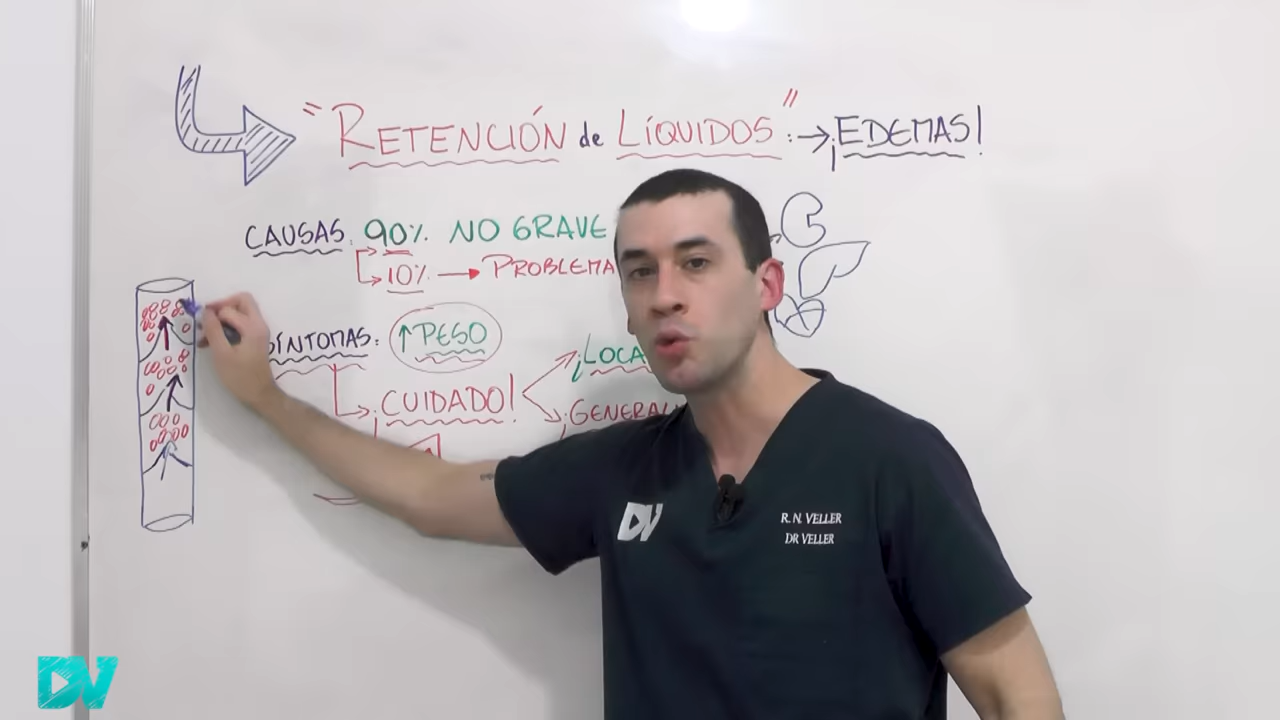 "RETENCIÓN de LÍQUIDOS": → ¡EDEMAS!
CAUSAS: 90% NO GRAVE
10% → PROBLEMA
SÍNTOMAS: ↑PESO
¡LOCA
¡CUIDADO!
¡GENERAL
DV
R. N. VELLER
DR VELLER
DV